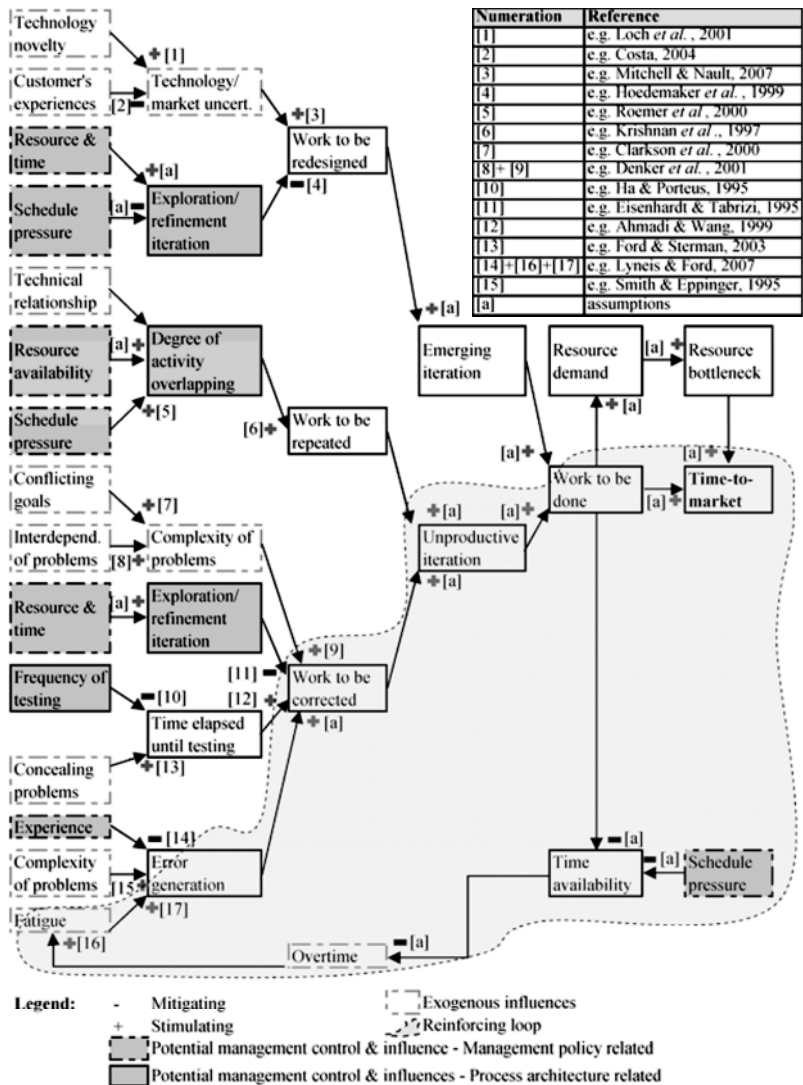 Technology
novelty
+[1]
Customer's
experiences
[2]-
Technology/
market uncert.
+[3]
Resource &
time
+[a]
Work to be
redesigned
-[4]
Schedule
pressure
[a]-
Exploration/
refinement
iteration
Technical
relationship
Resource
availability
[a]+
Degree of
activity
overlapping
Schedule
pressure
+[5]
[6]+
Work to be
repeated
+[a]
Emerging
iteration
Resource
demand
[a]+
Resource
bottleneck
+[a]
[a]+
[a]+
Work to be
done
[a]+
Time-to-
market
Conflicting
goals
+[7]
Interdepend.
of problems
[8]+
Complexity of
problems
+[a]
[a]+
Unproductive
iteration
+[a]
Resource &
time
[a]+
Exploration/
refinement
iteration
+[9]
[11]-
Work to be
corrected
[12]+
+[a]
Frequency of
testing
-[10]
Time elapsed
until testing
Concealing
problems
+[13]
Experience
-[14]
Complexity
of problems
[15]+
Error
generation
Fatigue
+[17]
+[16]
Overtime
-[a]
-[a]
Time
availability
-[a]
Schedule
pressure
Numeration Reference
[1] e.g. Loch et al. , 2001
[2] e.g. Costa, 2004
[3] e.g. Mitchell & Nault, 2007
[4] e.g. Hoedemaker et al. , 1999
[5] e.g. Roemer et al , 2000
[6] e.g. Krishnan et al ., 1997
[7] e.g. Clarkson et al. , 2000
[8]+ [9] e.g. Denker et al. , 2001
[10] e.g. Ha & Porteus, 1995
[11] e.g. Eisenhardt & Tabrizi, 1995
[12] e.g. Ahmadi & Wang, 1999
[13] e.g. Ford & Sterman, 2003
[14]+[16]+[17] e.g. Lyneis & Ford, 2007
[15] e.g. Smith & Eppinger, 1995
[a] assumptions
Legend:
- Mitigating
+ Stimulating
Exogenous influences
Reinforcing loop
Potential management control & influence - Management policy related
Potential management control & influences - Process architecture related